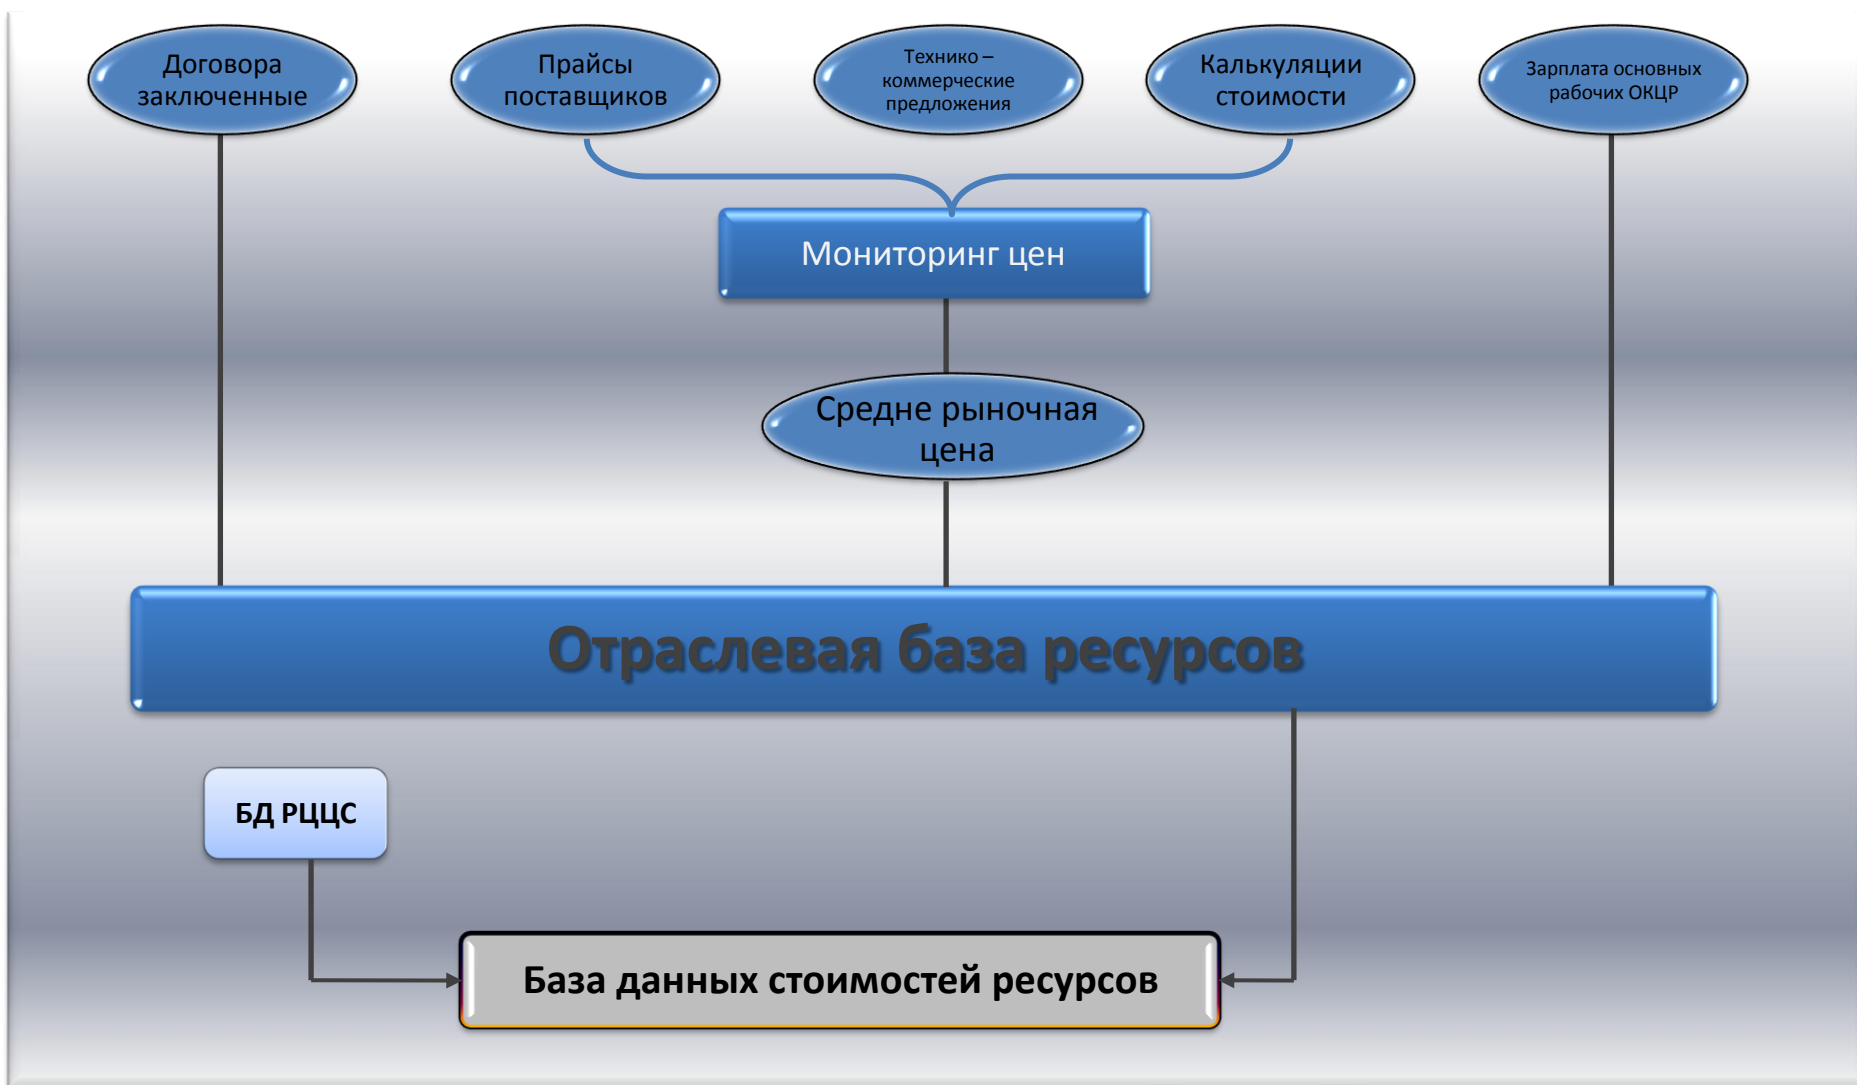 Договора
заключенные
Прайсы
поставщиков
Технико –
коммерческие
предложения
Калькуляции
стоимости
Зарплата основных
рабочих ОКЦР
Мониторинг цен
Средне рыночная
цена
Отраслевая база ресурсов
БД РЦЦС
База данных стоимостей ресурсов